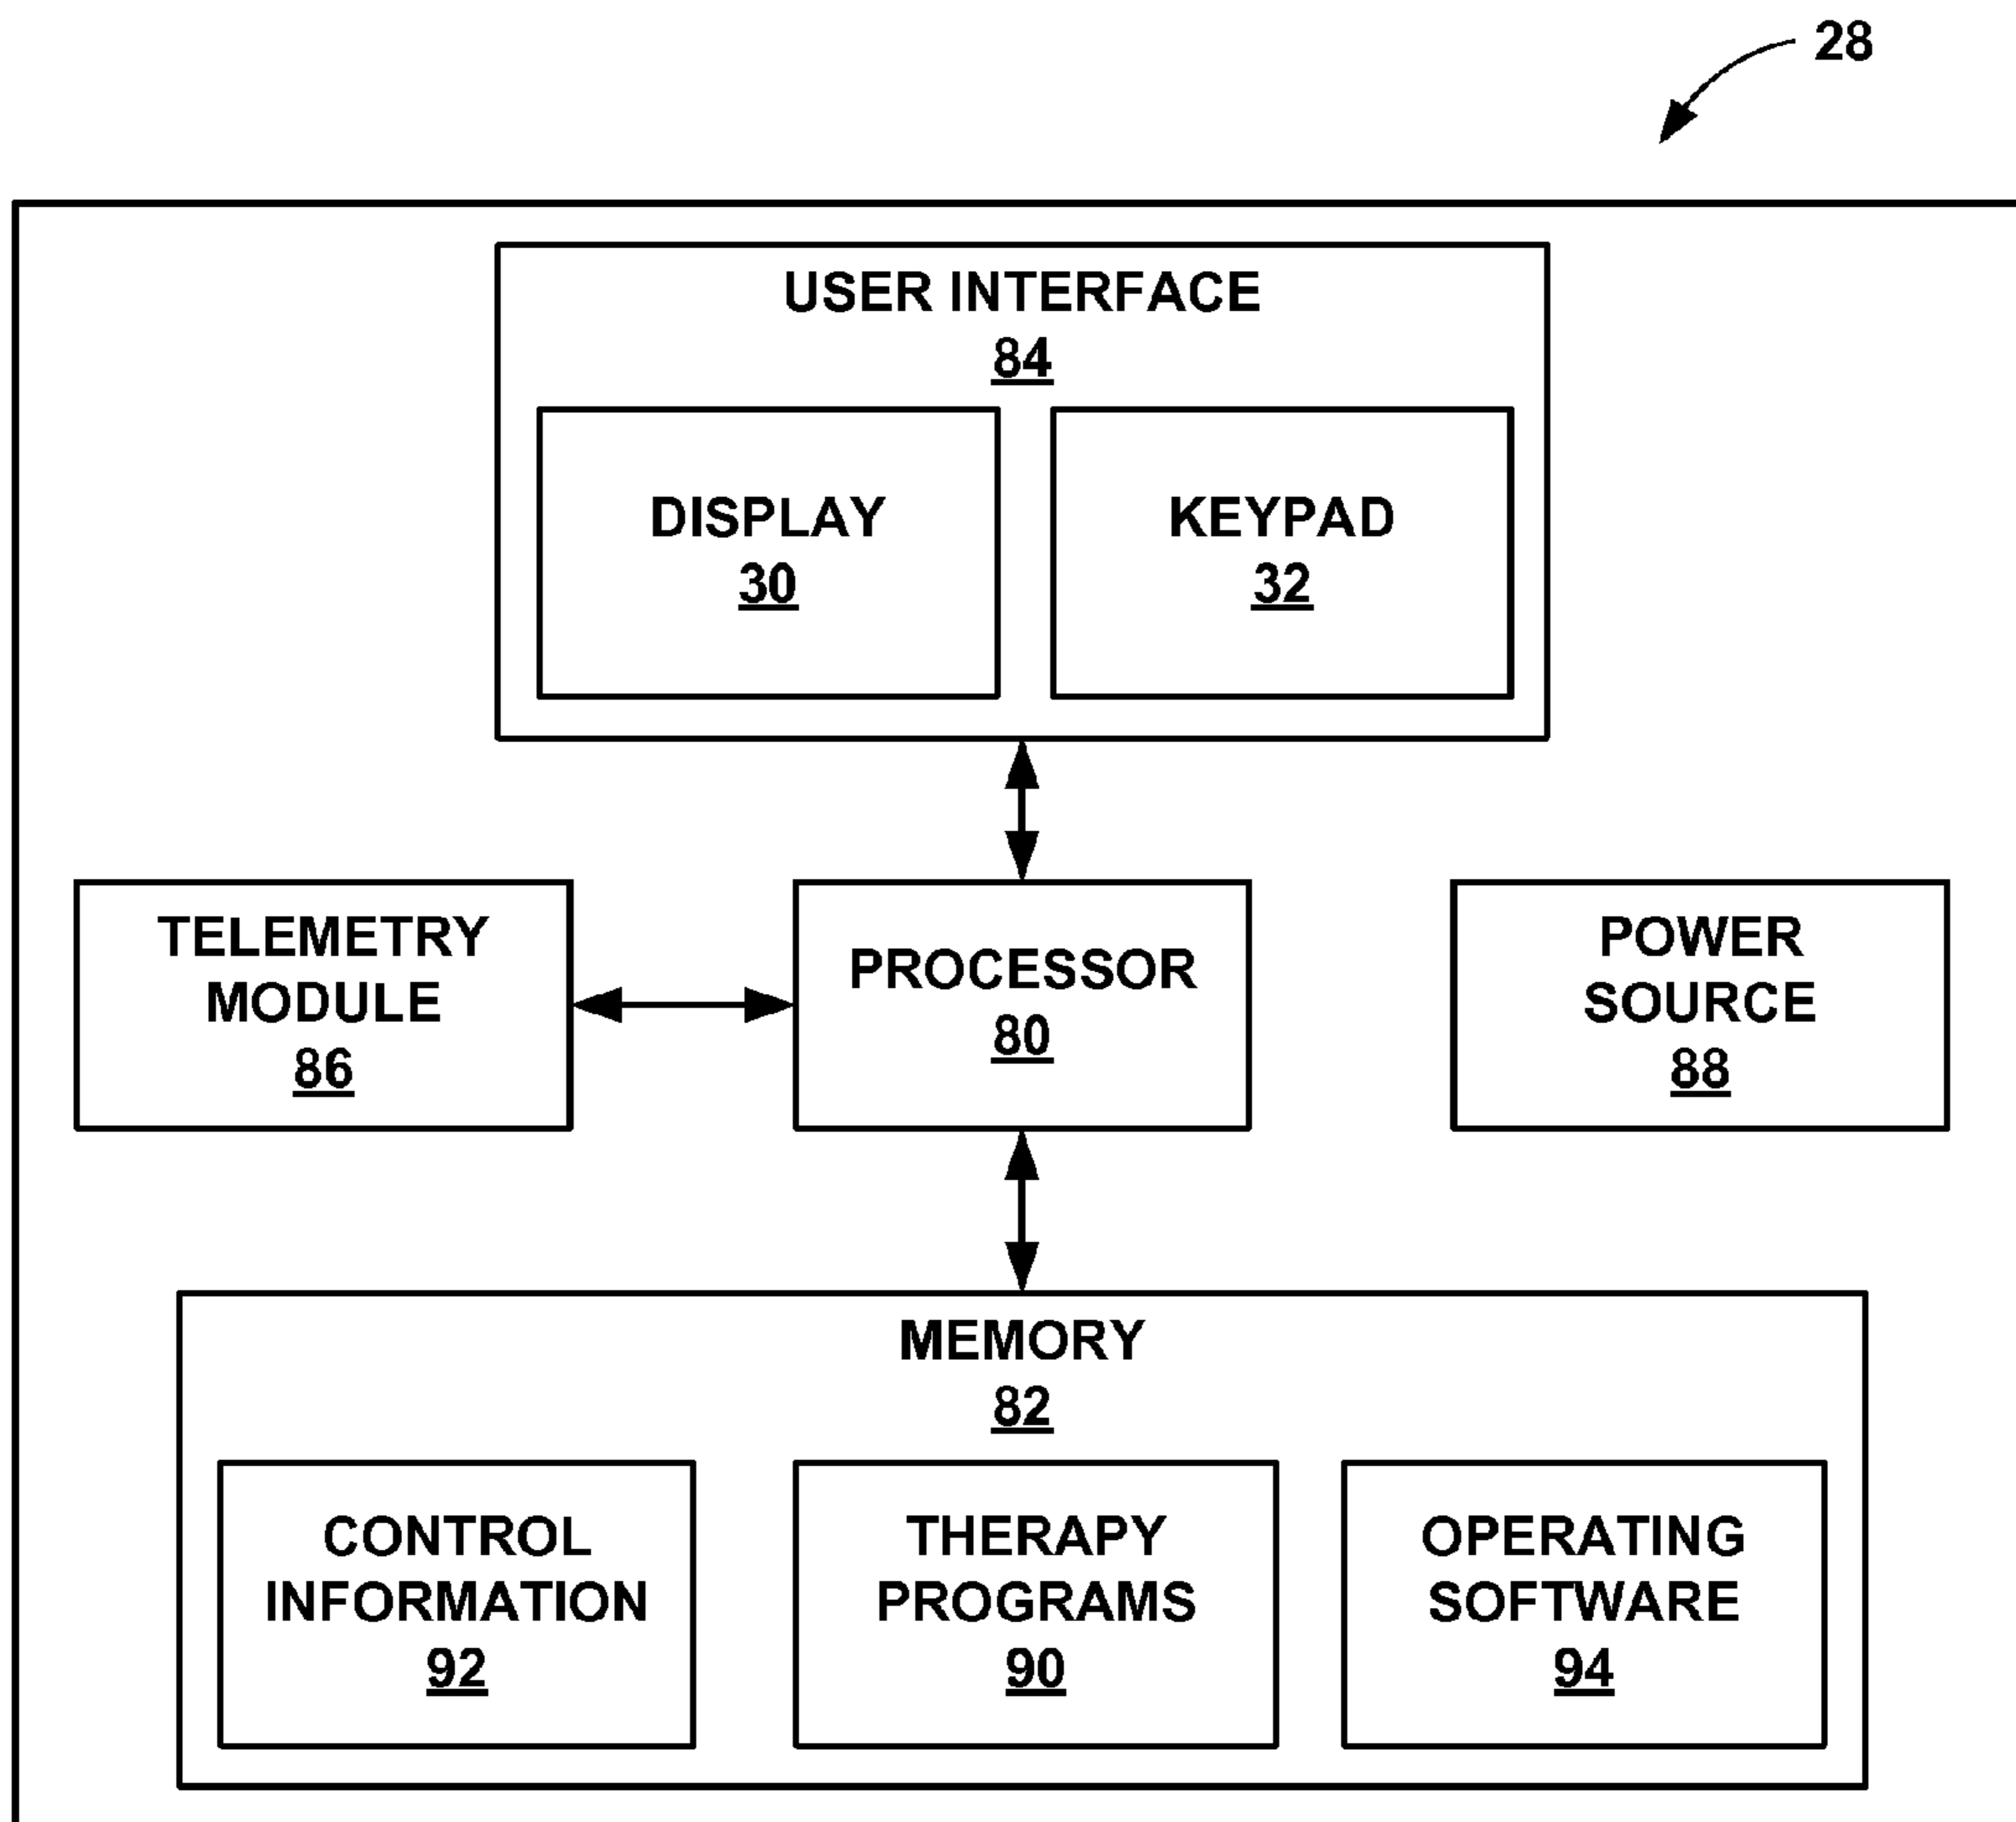 28
USER INTERFACE
84
DISPLAY
30
KEYPAD
32
TELEMETRY
MODULE
86
PROCESSOR
80
POWER
SOURCE
88
MEMORY
82
CONTROL
INFORMATION
92
THERAPY
PROGRAMS
90
OPERATING
SOFTWARE
94